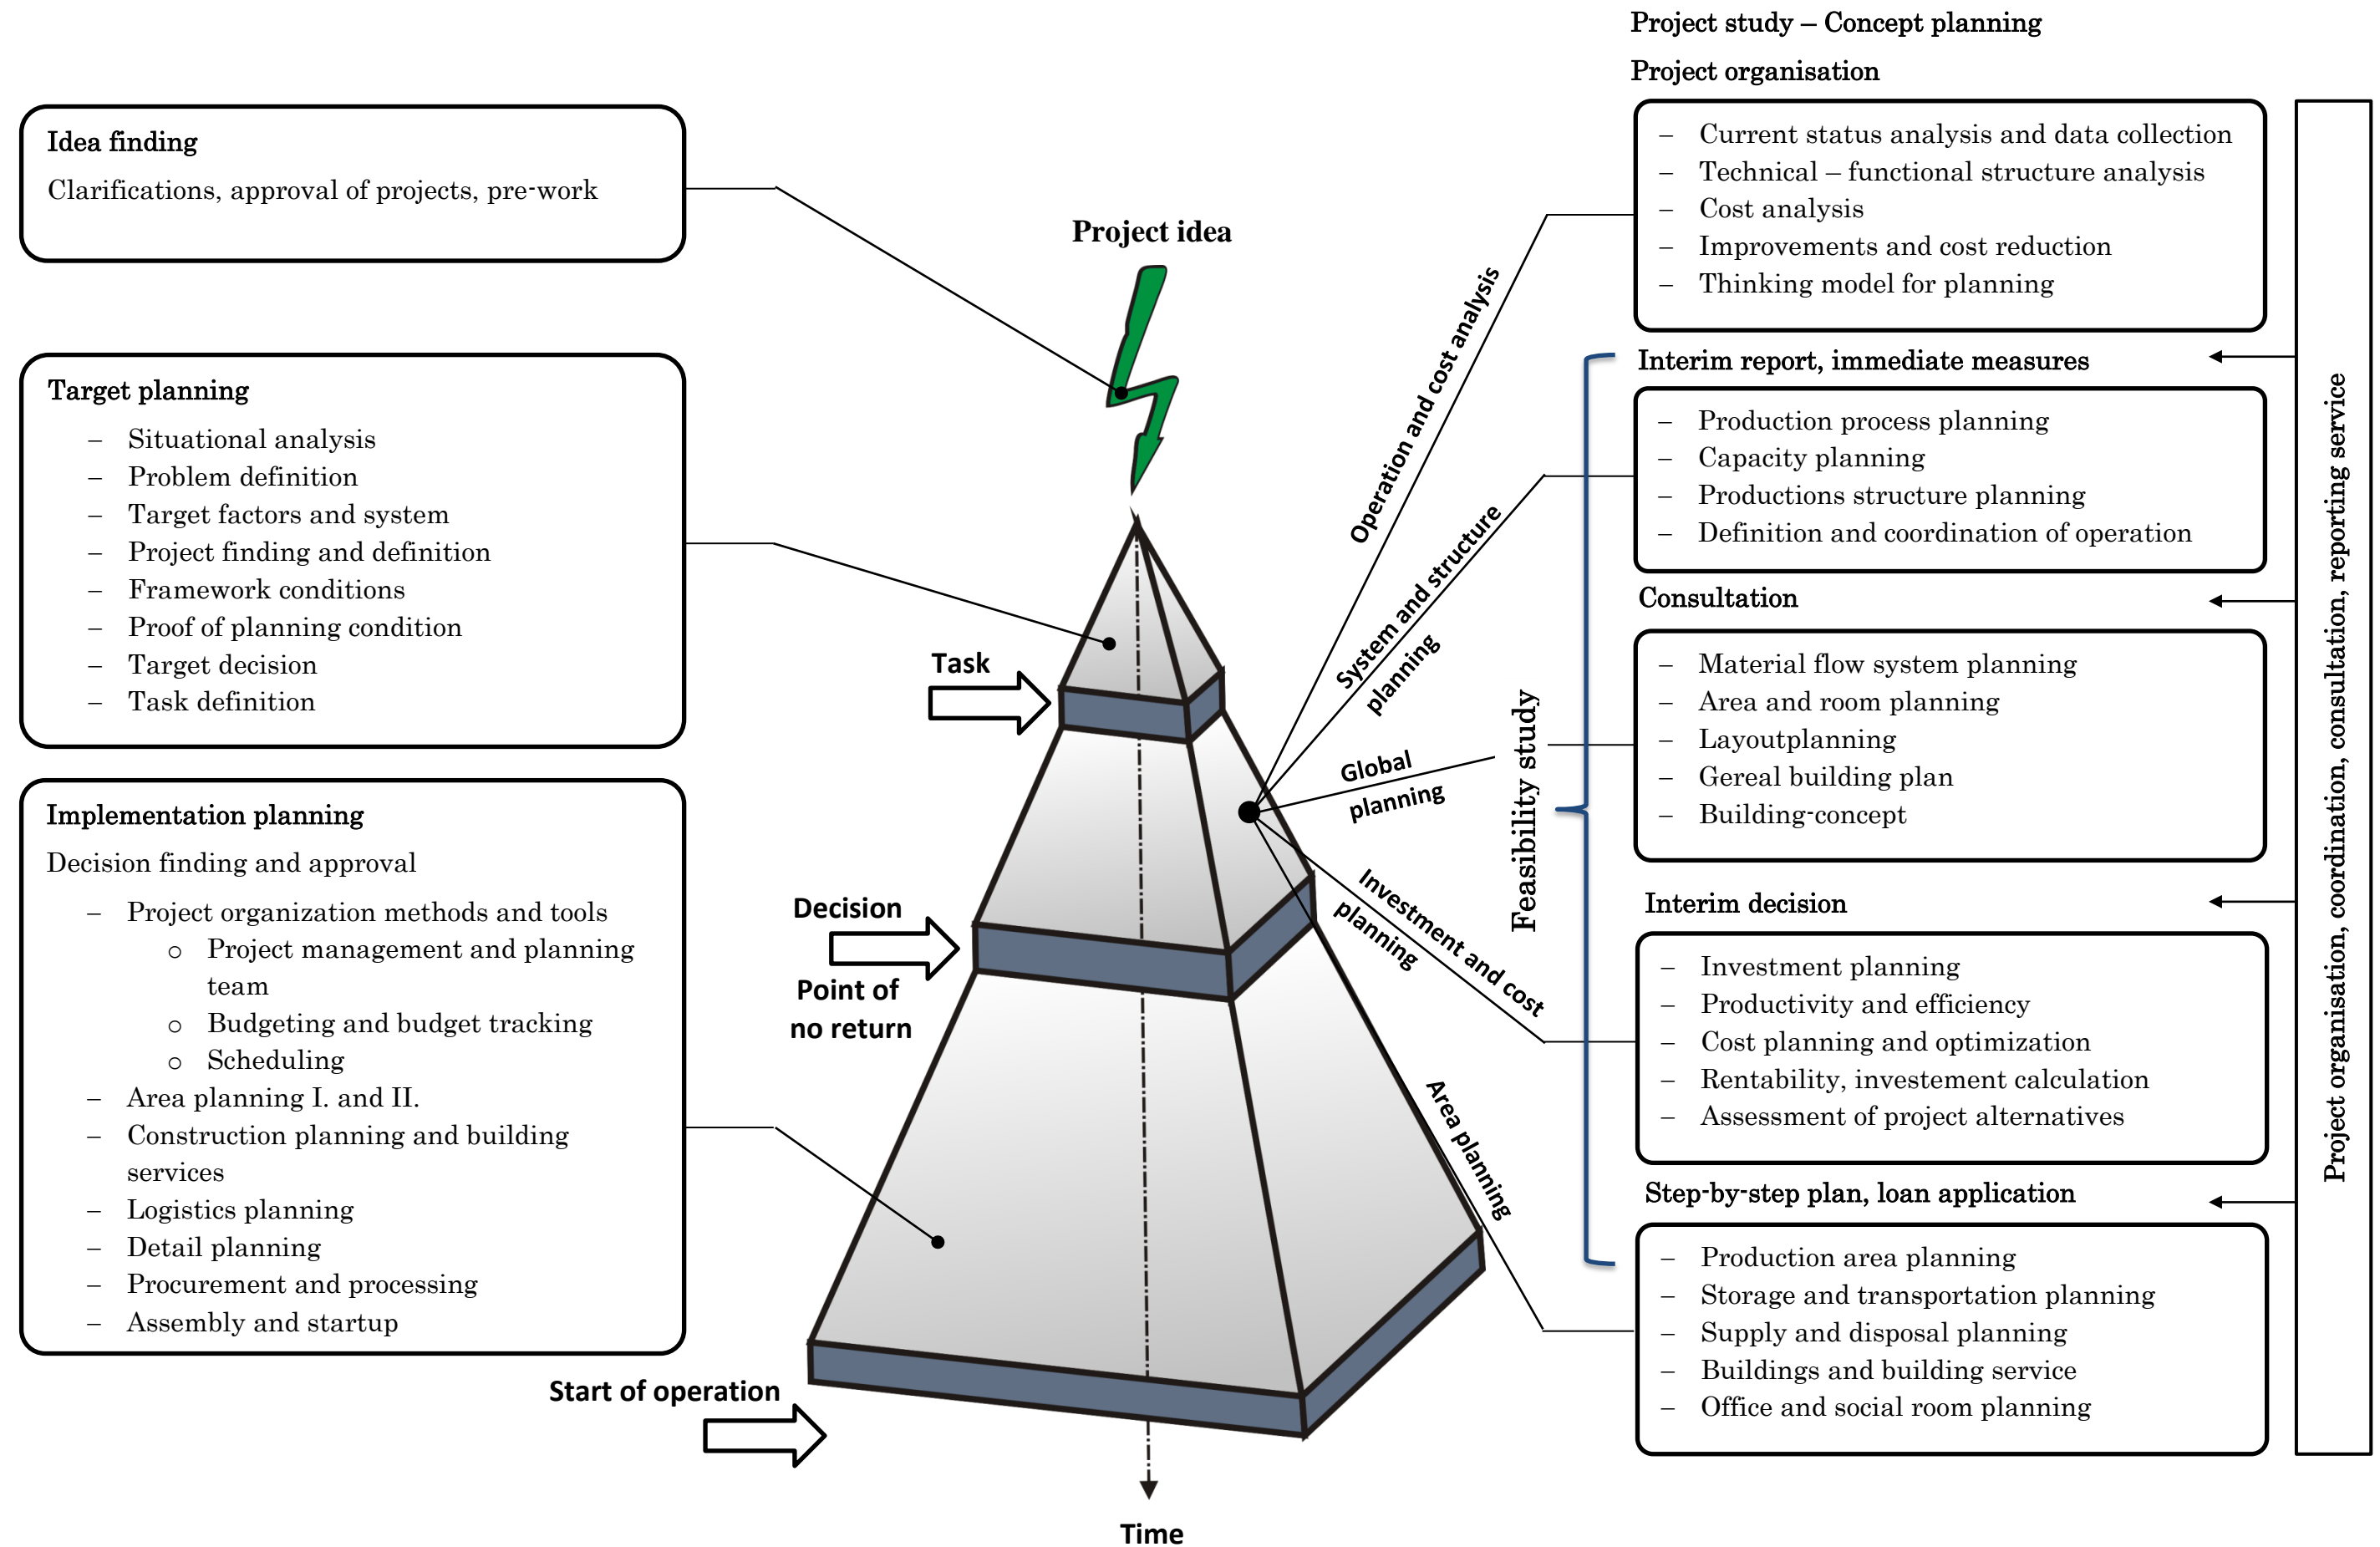 Project study – Concept planning
Project organisation
Idea finding
Clarifications, approval of projects, pre-work
Target planning
– Situational analysis
– Problem definition
– Target factors and system
– Project finding and definition
– Framework conditions
– Proof of planning condition
– Target decision
– Task definition
Implementation planning
Decision finding and approval
– Project organization methods and tools
o Project management and planning
team
o Budgeting and budget tracking
o Scheduling
– Area planning I. and II.
– Construction planning and building
services
– Logistics planning
– Detail planning
– Procurement and processing
– Assembly and startup
Project idea
Task
Decision
Point of
no return
Start of operation
Time
Operation and cost analysis
System and structure
planning
Global
planning
Investment and cost
planning
Area planning
Feasibility study
– Current status analysis and data collection
– Technical – functional structure analysis
– Cost analysis
– Improvements and cost reduction
– Thinking model for planning
Interim report, immediate measures
– Production process planning
– Capacity planning
– Productions structure planning
– Definition and coordination of operation
Consultation
– Material flow system planning
– Area and room planning
– Layoutplanning
– Gereal building plan
– Building-concept
Interim decision
– Investment planning
– Productivity and efficiency
– Cost planning and optimization
– Rentability, investement calculation
– Assessment of project alternatives
Step-by-step plan, loan application
– Production area planning
– Storage and transportation planning
– Supply and disposal planning
– Buildings and building service
– Office and social room planning
Project organisation, coordination, consultation, reporting service